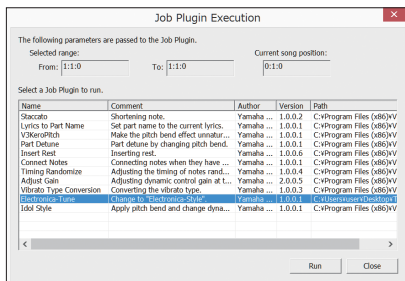 Job Plugin Execution
The following parameters are passed to the Job Plugin.
Selected range: Current song position:
From: 1:1:0 To: 1:1:0 0:1:0
Select a Job Plugin to run.
Name Comment Author Version Path
Staccato Shortening note. Yamaha ... 1.0.0.2 C:¥Program Files (x86)¥V
Lyrics to Part Name Set part name to the current lyrics. Yamaha ... 1.0.0.1 C:¥Program Files (x86)¥V
V3KeroPitch Make the pitch bend effect unnatur... Yamaha ... 1.0.0.1 C:¥Program Files (x86)¥V
Part Detune Part detune by changing pitch bend. Yamaha ... 1.0.0.1 C:¥Program Files (x86)¥V
Insert Rest Inserting rest. Yamaha ... 1.0.0.6 C:¥Program Files (x86)¥V
Connect Notes Connecting notes when they have ... Yamaha ... 1.0.0.1 C:¥Program Files (x86)¥V
Timing Randomize Adjusting the timing of notes rand... Yamaha ... 1.0.0.4 C:¥Program Files (x86)¥V
Adjust Gain Adjusting dynamic control gain at t... Yamaha ... 2.0.0.5 C:¥Program Files (x86)¥V
Vibrato Type Conversion Converting the vibrato type. Yamaha ... 1.0.0.3 C:¥Program Files (x86)¥V
Electronica-Tune Change to "Electronica-Style". Yamaha ... 1.0.0.1 C:¥Users¥user¥Desktop¥T
Idol Style Apply pitch bend and change dyna... Yamaha ... 1.0.0.1 C:¥Program Files (x86)¥V
Run Close